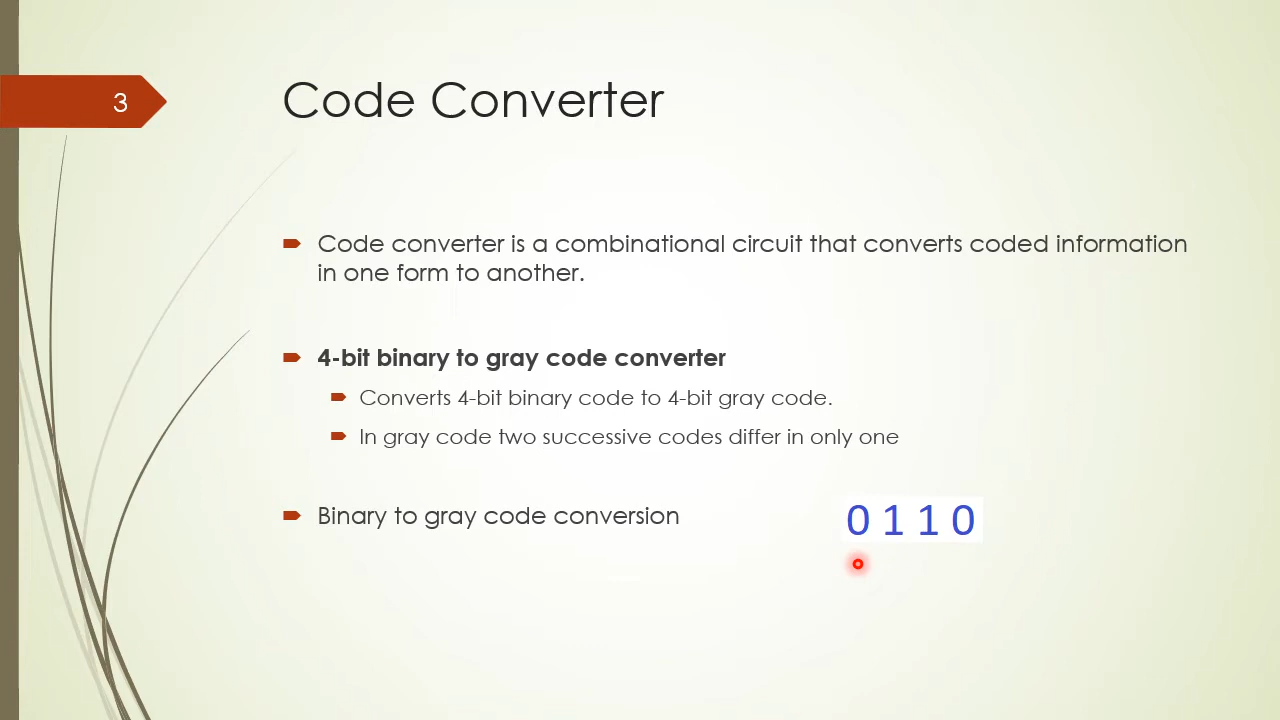 3
Code Converter
Code converter is a combinational circuit that converts coded information
in one form to another.
4-bit binary to gray code converter
Converts 4-bit binary code to 4-bit gray code.
In gray code two successive codes differ in only one
Binary to gray code conversion
0 1 1 0